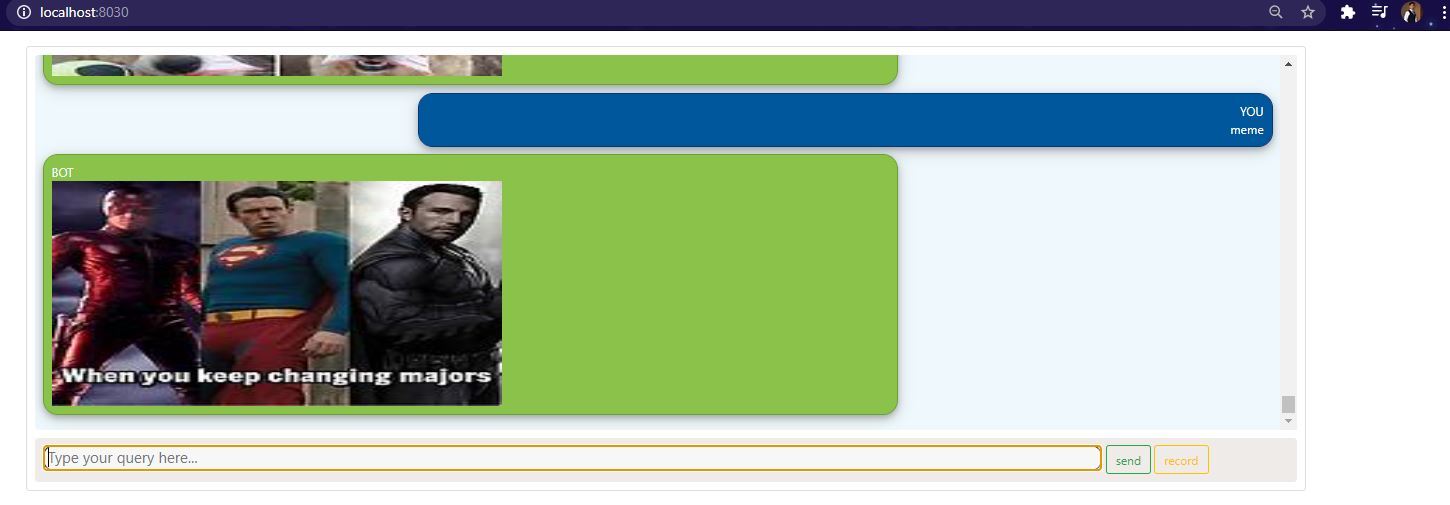 localhost:8030
YOU
meme
BOT
When you keep changing majors
Type your query here...
send
record